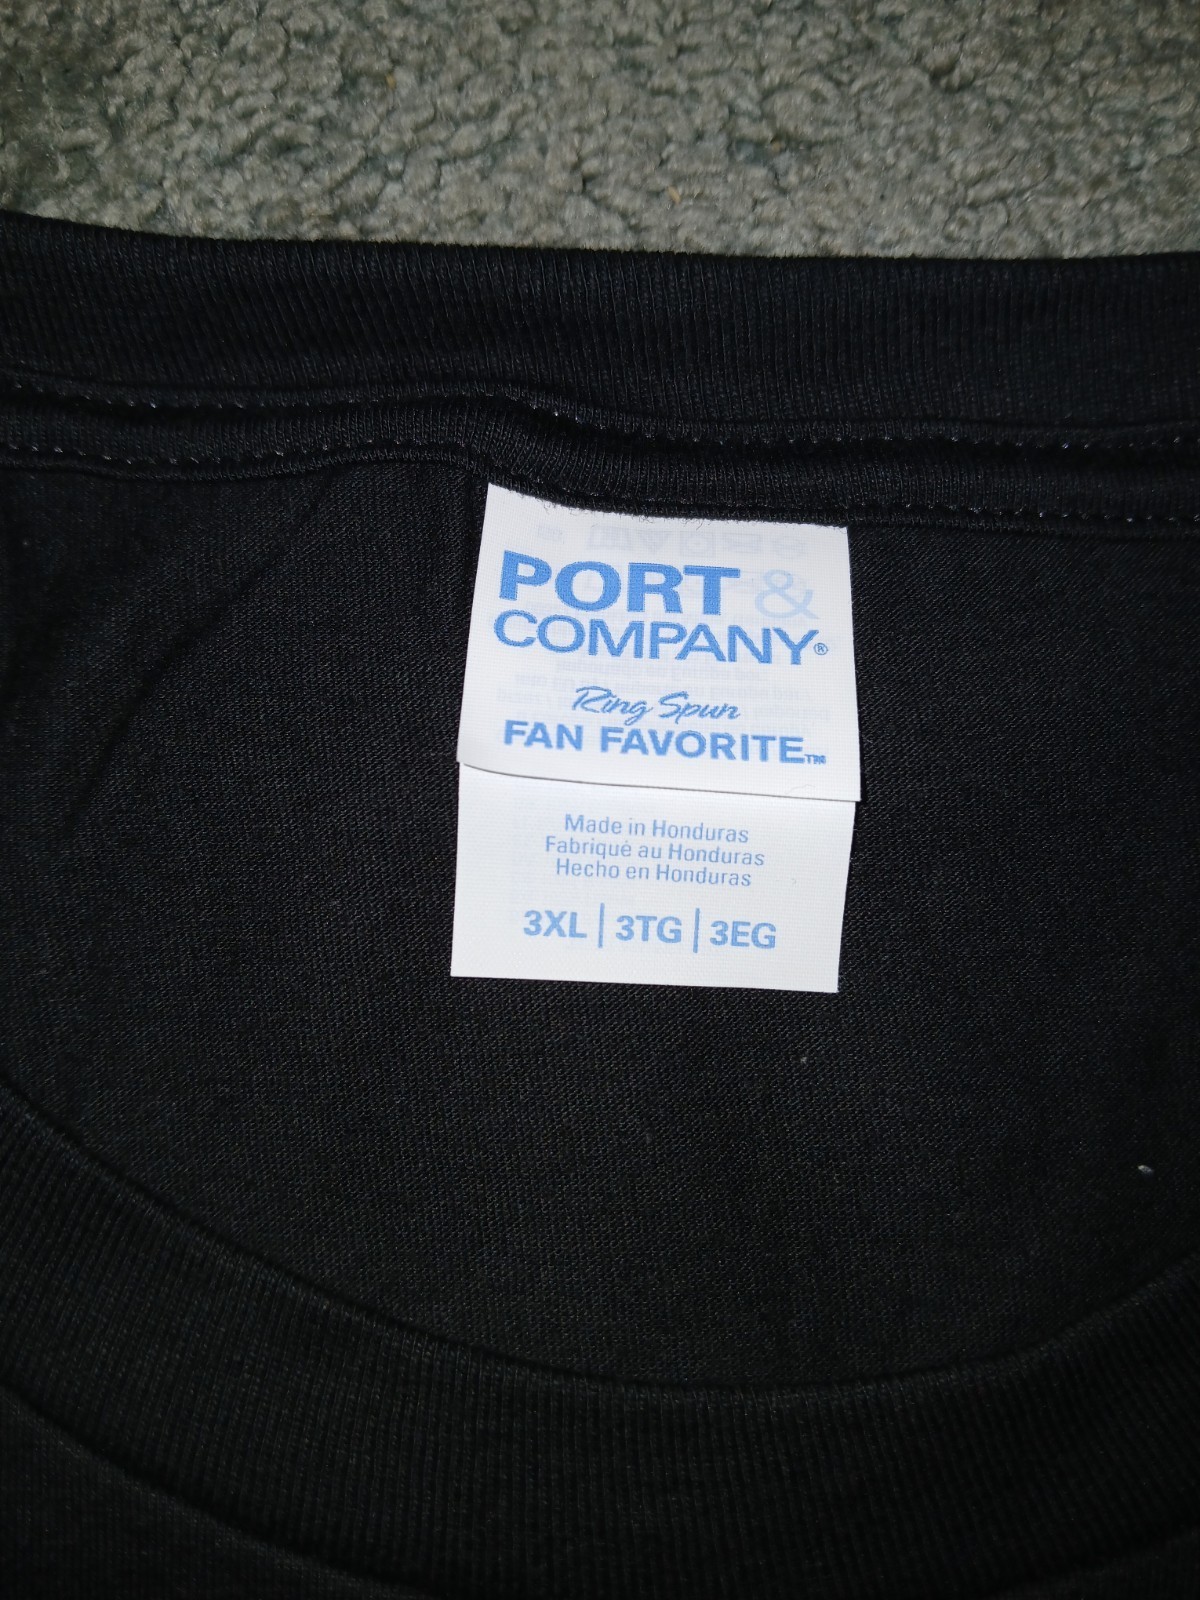 PORT &
COMPANY®
Ring Spun
FAN FAVORITE™
Made in Honduras
Fabriqué au Honduras
Hecho en Honduras
3XL | 3TG | 3EG